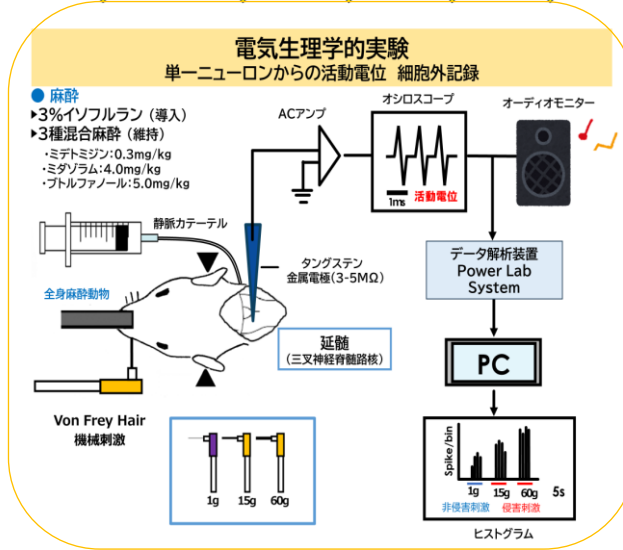 電気生理学的実験
単一ニューロンからの活動電位 細胞外記録
● 麻酔
▸3%イソフルラン (導入)
▸3種混合麻酔 (維持)
・ミデトミジン:0.3mg/kg
・ミダゾラム:4.0mg/kg
・ブトルファノール:5.0mg/kg
ACアンプ
オシロスコープ
オーディオモニター
1ms
活動電位
静脈カテーテル
タングステン
金属電極(3-5MΩ)
全身麻酔動物
データ解析装置
Power Lab
System
延髄
(三叉神経脊髄路核)
PC
Von Frey Hair
機械刺激
1g 15g 60g
Spike/bin
1g 15g 60g 5s
非侵害刺激 侵害刺激
ヒストグラム